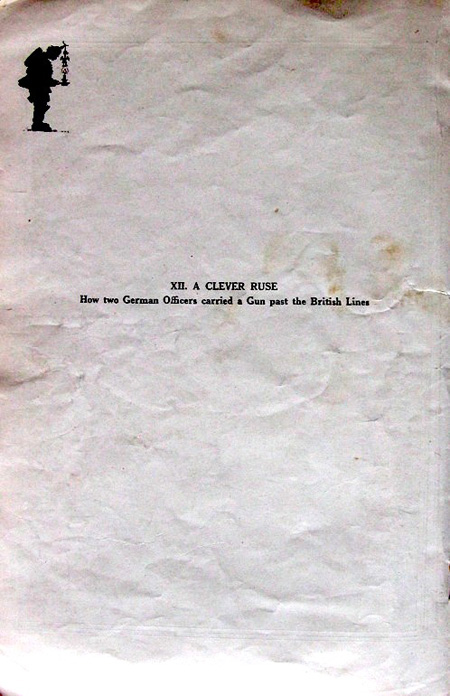 XII. A CLEVER RUSE
How two German Officers carried a Gun past the British Lines